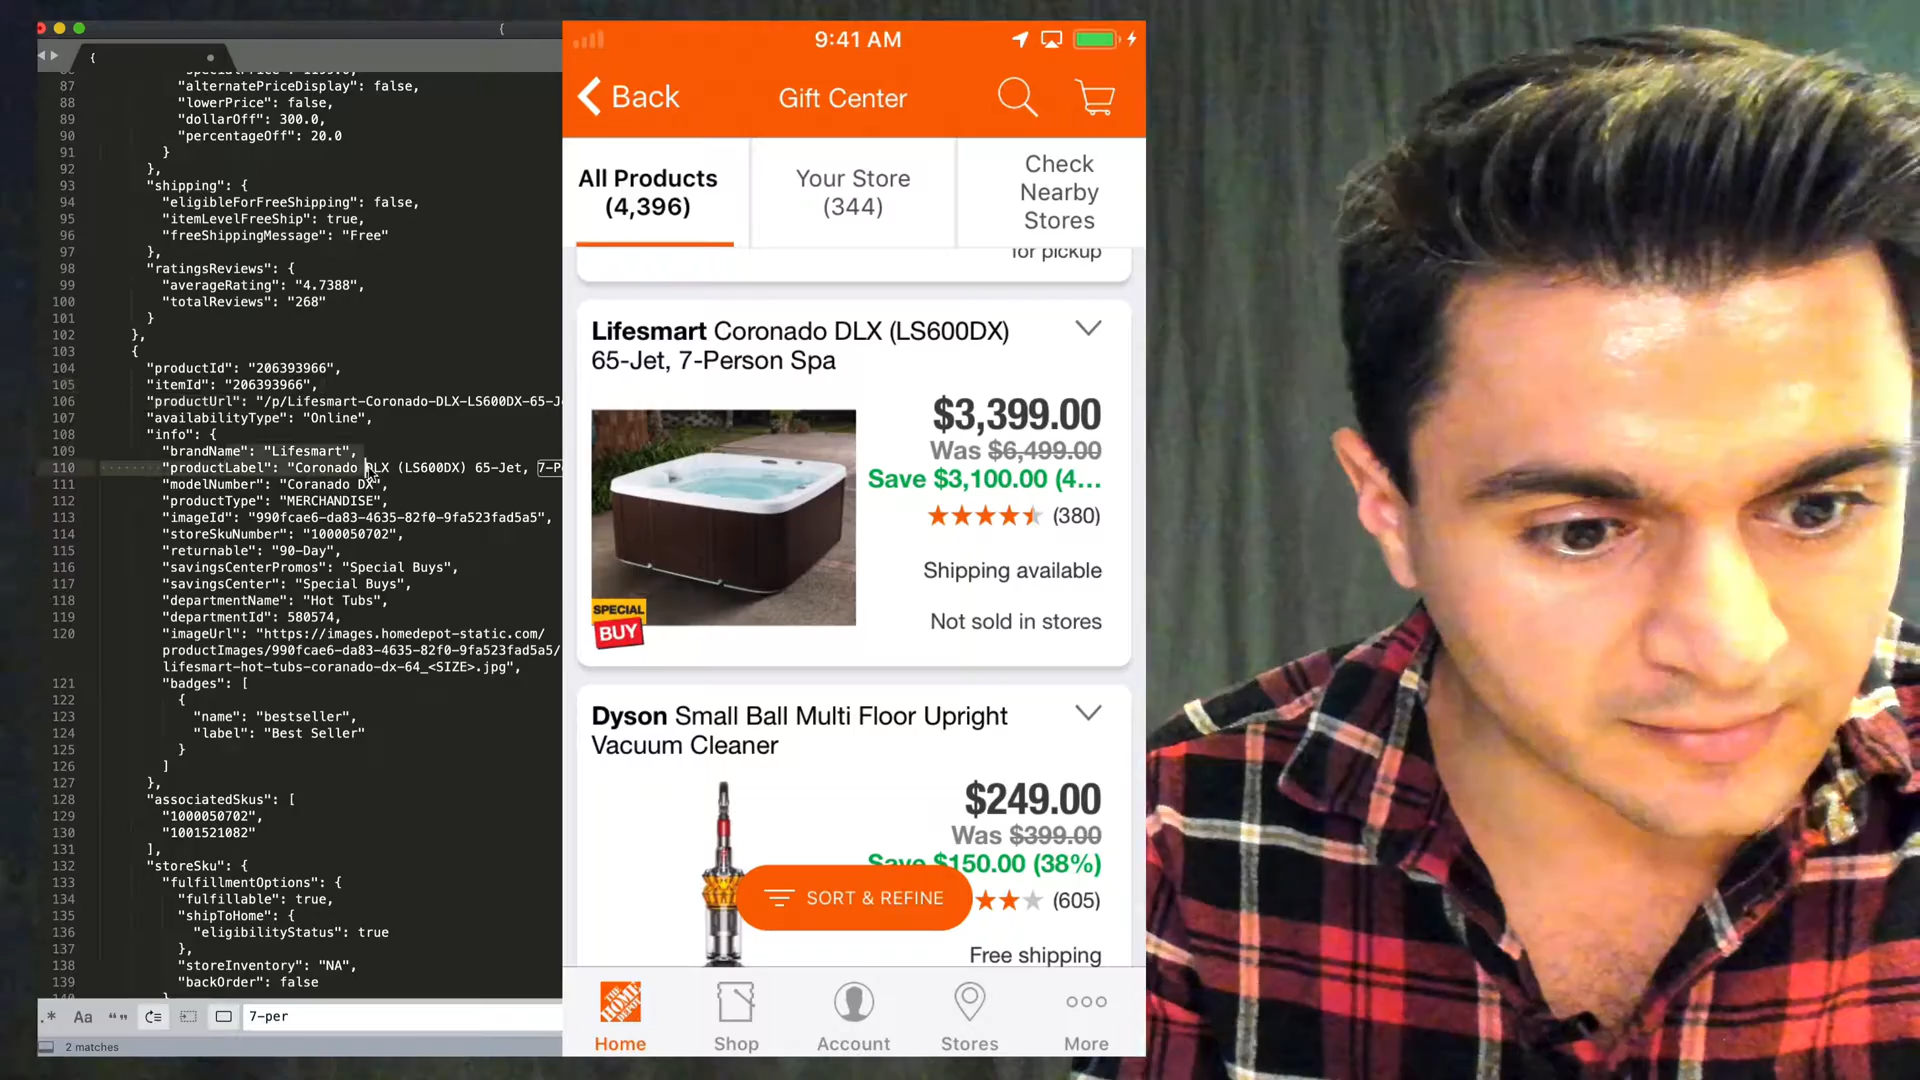 {
{
87 "alternatePriceDisplay": false,
88 "lowerPrice": false,
89 "dollarOff": 300.0,
90 "percentageOff": 20.0
91 }
92 },
93 "shipping": {
94 "eligibleForFreeShipping": false,
95 "itemLevelFreeShip": true,
96 "freeShippingMessage": "Free"
97 },
98 "ratingsReviews": {
99 "averageRating": "4.7388",
100 "totalReviews": "268"
101 }
102 },
103 {
104 "productId": "206393966",
105 "itemId": "206393966",
106 "productUrl": "/p/Lifesmart-Coronado-DLX-LS600DX-65-J
107 "availabilityType": "Online",
108 "info": {
109 "brandName": "Lifesmart",
110 "productLabel": "Coronado DLX (LS600DX) 65-Jet, 7-P
111 "modelNumber": "Coranado DX",
112 "productType": "MERCHANDISE",
113 "imageId": "990fcae6-da83-4635-82f0-9fa523fad5a5",
114 "storeSkuNumber": "1000050702",
115 "returnable": "90-Day",
116 "savingsCenterPromos": "Special Buys",
117 "savingsCenter": "Special Buys",
118 "departmentName": "Hot Tubs",
119 "departmentId": 580574,
120 "imageUrl": "https://images.homedepot-static.com/
productImages/990fcae6-da83-4635-82f0-9fa523fad5a5/
lifesmart-hot-tubs-coranado-dx-64_<SIZE>.jpg",
121 "badges": [
122 {
123 "name": "bestseller",
124 "label": "Best Seller"
125 }
126 ]
127 },
128 "associatedSkus": [
129 "1000050702",
130 "1001521082"
131 ],
132 "storeSku": {
133 "fulfillmentOptions": {
134 "fulfillable": true,
135 "shipToHome": {
136 "eligibilityStatus": true
137 },
138 "storeInventory": "NA",
139 "backOrder": false
.* Aa “” 7-per
2 matches
9:41 AM
Back Gift Center
All Products
(4,396)
Your Store
(344)
Check
Nearby
Stores
for pickup
Lifesmart Coronado DLX (LS600DX)
65-Jet, 7-Person Spa
$3,399.00
Was $6,499.00
Save $3,100.00 (4...
(380)
Shipping available
Not sold in stores
SPECIAL
BUY
Dyson Small Ball Multi Floor Upright
Vacuum Cleaner
$249.00
Was $399.00
Save $150.00 (38%)
(605)
SORT & REFINE
Free shipping
THE
HOME
DEPOT
Home Shop Account Stores More